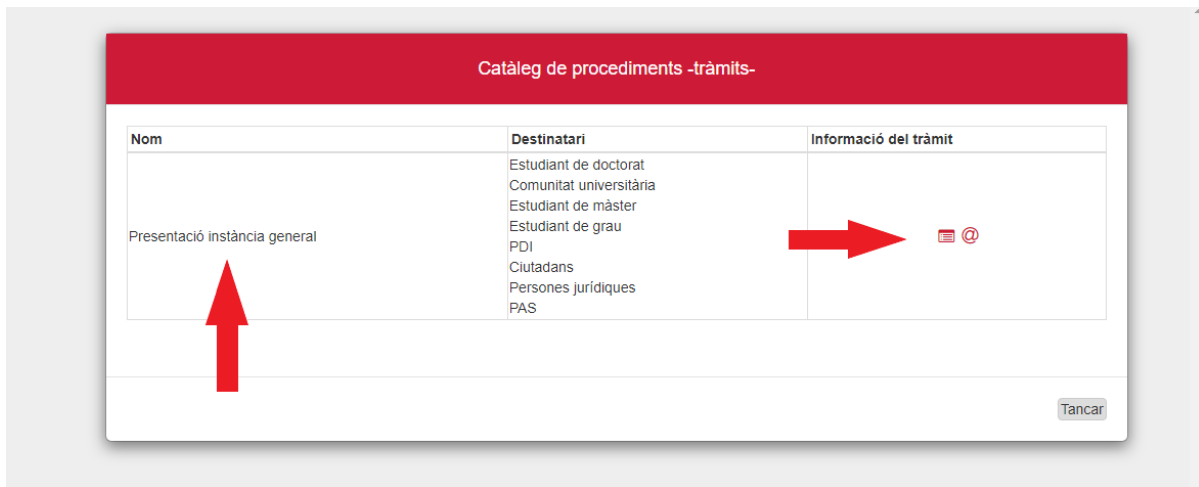 Catàleg de procediments -tràmits-
Nom Destinatari Informació del tràmit
Presentació instància general
Estudiant de doctorat
Comunitat universitària
Estudiant de màster
Estudiant de grau
PDI
Ciutadans
Persones jurídiques
PAS
@
Tancar